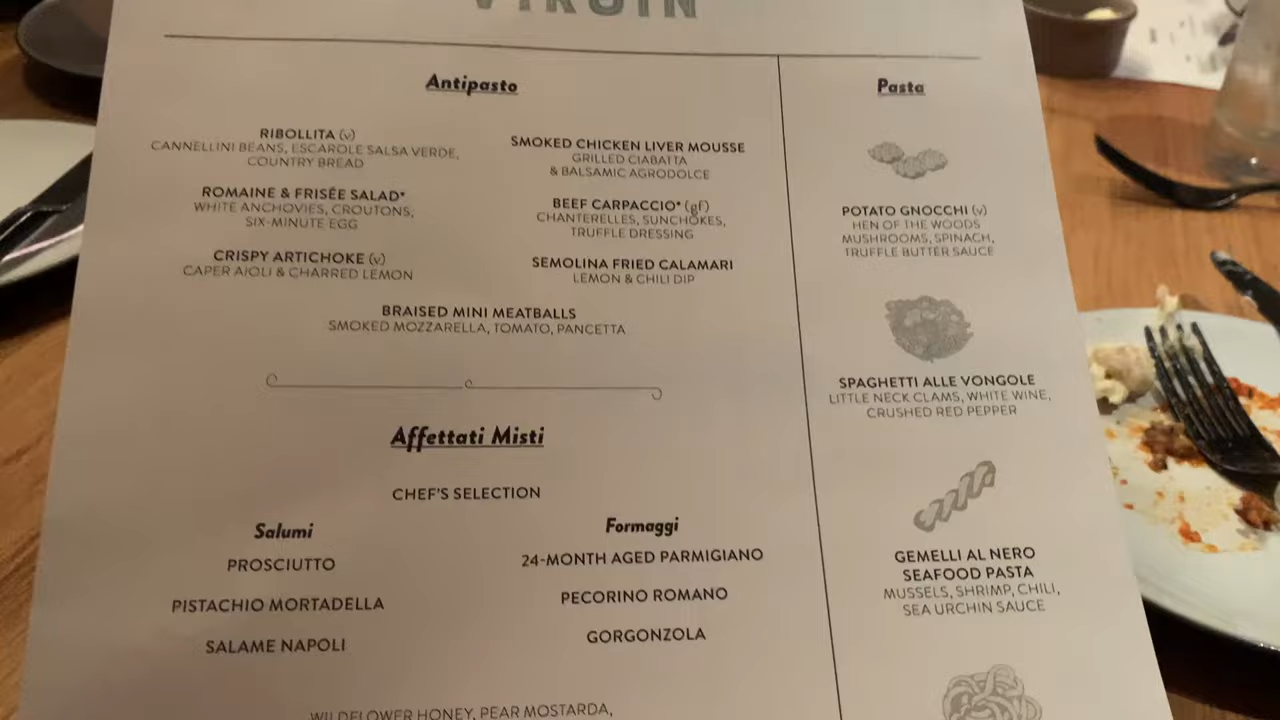 VIRGIN
Antipasto
RIBOLLITA (v)
CANNELLINI BEANS, ESCAROLE SALSA VERDE,
COUNTRY BREAD
ROMAINE & FRISÉE SALAD*
WHITE ANCHOVIES, CROUTONS,
SIX-MINUTE EGG
CRISPY ARTICHOKE (v)
CAPER AIOLI & CHARRED LEMON
SMOKED CHICKEN LIVER MOUSSE
GRILLED CIABATTA
& BALSAMIC AGRODOLCE
BEEF CARPACCIO* (gf)
CHANTERELLES, SUNCHOKES,
TRUFFLE DRESSING
SEMOLINA FRIED CALAMARI
LEMON & CHILI DIP
BRAISED MINI MEATBALLS
SMOKED MOZZARELLA, TOMATO, PANCETTA
Affettati Misti
CHEF'S SELECTION
Salumi
PROSCIUTTO
PISTACHIO MORTADELLA
SALAME NAPOLI
Formaggi
24-MONTH AGED PARMIGIANO
PECORINO ROMANO
GORGONZOLA
WILDFLOWER HONEY, PEAR MOSTARDA,
Pasta
POTATO GNOCCHI (v)
HEN OF THE WOODS
MUSHROOMS, SPINACH,
TRUFFLE BUTTER SAUCE
SPAGHETTI ALLE VONGOLE
LITTLE NECK CLAMS, WHITE WINE,
CRUSHED RED PEPPER
GEMELLI AL NERO
SEAFOOD PASTA
MUSSELS, SHRIMP, CHILI,
SEA URCHIN SAUCE